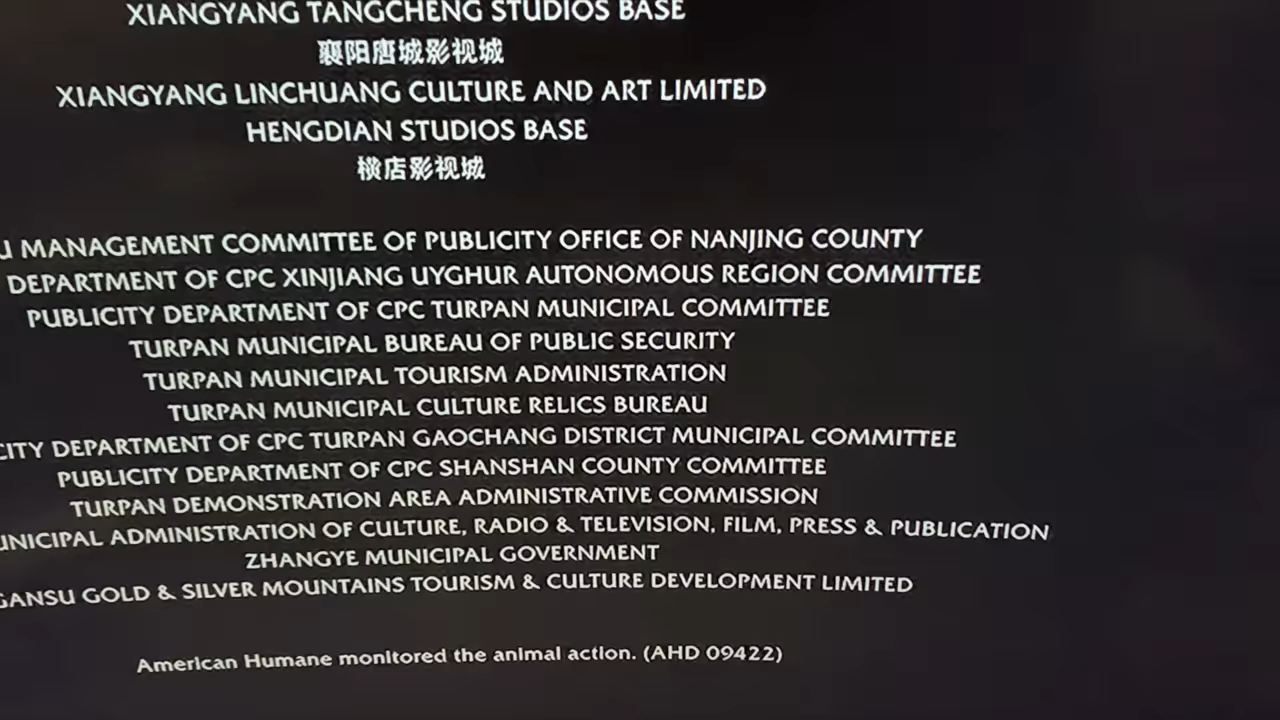 XIANGYANG TANGCHENG STUDIOS BASE
襄阳唐城影视城
XIANGYANG LINCHUANG CULTURE AND ART LIMITED
HENGDIAN STUDIOS BASE
横店影视城
MANAGEMENT COMMITTEE OF PUBLICITY OFFICE OF NANJING COUNTY
DEPARTMENT OF CPC XINJIANG UYGHUR AUTONOMOUS REGION COMMITTEE
PUBLICITY DEPARTMENT OF CPC TURPAN MUNICIPAL COMMITTEE
TURPAN MUNICIPAL BUREAU OF PUBLIC SECURITY
TURPAN MUNICIPAL TOURISM ADMINISTRATION
TURPAN MUNICIPAL CULTURE RELICS BUREAU
DEPARTMENT OF CPC TURPAN GAOCHANG DISTRICT MUNICIPAL COMMITTEE
PUBLICITY DEPARTMENT OF CPC SHANSHAN COUNTY COMMITTEE
TURPAN DEMONSTRATION AREA ADMINISTRATIVE COMMISSION
ADMINISTRATION OF CULTURE, RADIO & TELEVISION, FILM, PRESS & PUBLICATION
ZHANGYE MUNICIPAL GOVERNMENT
GANSU GOLD & SILVER MOUNTAINS TOURISM & CULTURE DEVELOPMENT LIMITED
American Humane monitored the animal action. (AHD 09422)